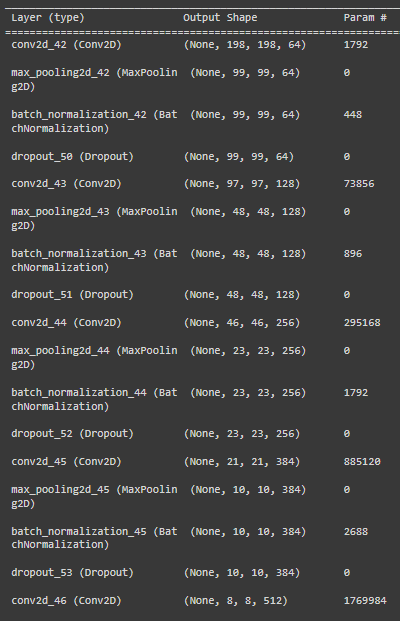 Layer (type) Output Shape Param #
================================================================
conv2d_42 (Conv2D) (None, 198, 198, 64) 1792
max_pooling2d_42 (MaxPoolin (None, 99, 99, 64) 0
g2D)
batch_normalization_42 (Bat (None, 99, 99, 64) 448
chNormalization)
dropout_50 (Dropout) (None, 99, 99, 64) 0
conv2d_43 (Conv2D) (None, 97, 97, 128) 73856
max_pooling2d_43 (MaxPoolin (None, 48, 48, 128) 0
g2D)
batch_normalization_43 (Bat (None, 48, 48, 128) 896
chNormalization)
dropout_51 (Dropout) (None, 48, 48, 128) 0
conv2d_44 (Conv2D) (None, 46, 46, 256) 295168
max_pooling2d_44 (MaxPoolin (None, 23, 23, 256) 0
g2D)
batch_normalization_44 (Bat (None, 23, 23, 256) 1792
chNormalization)
dropout_52 (Dropout) (None, 23, 23, 256) 0
conv2d_45 (Conv2D) (None, 21, 21, 384) 885120
max_pooling2d_45 (MaxPoolin (None, 10, 10, 384) 0
g2D)
batch_normalization_45 (Bat (None, 10, 10, 384) 2688
chNormalization)
dropout_53 (Dropout) (None, 10, 10, 384) 0
conv2d_46 (Conv2D) (None, 8, 8, 512) 1769984